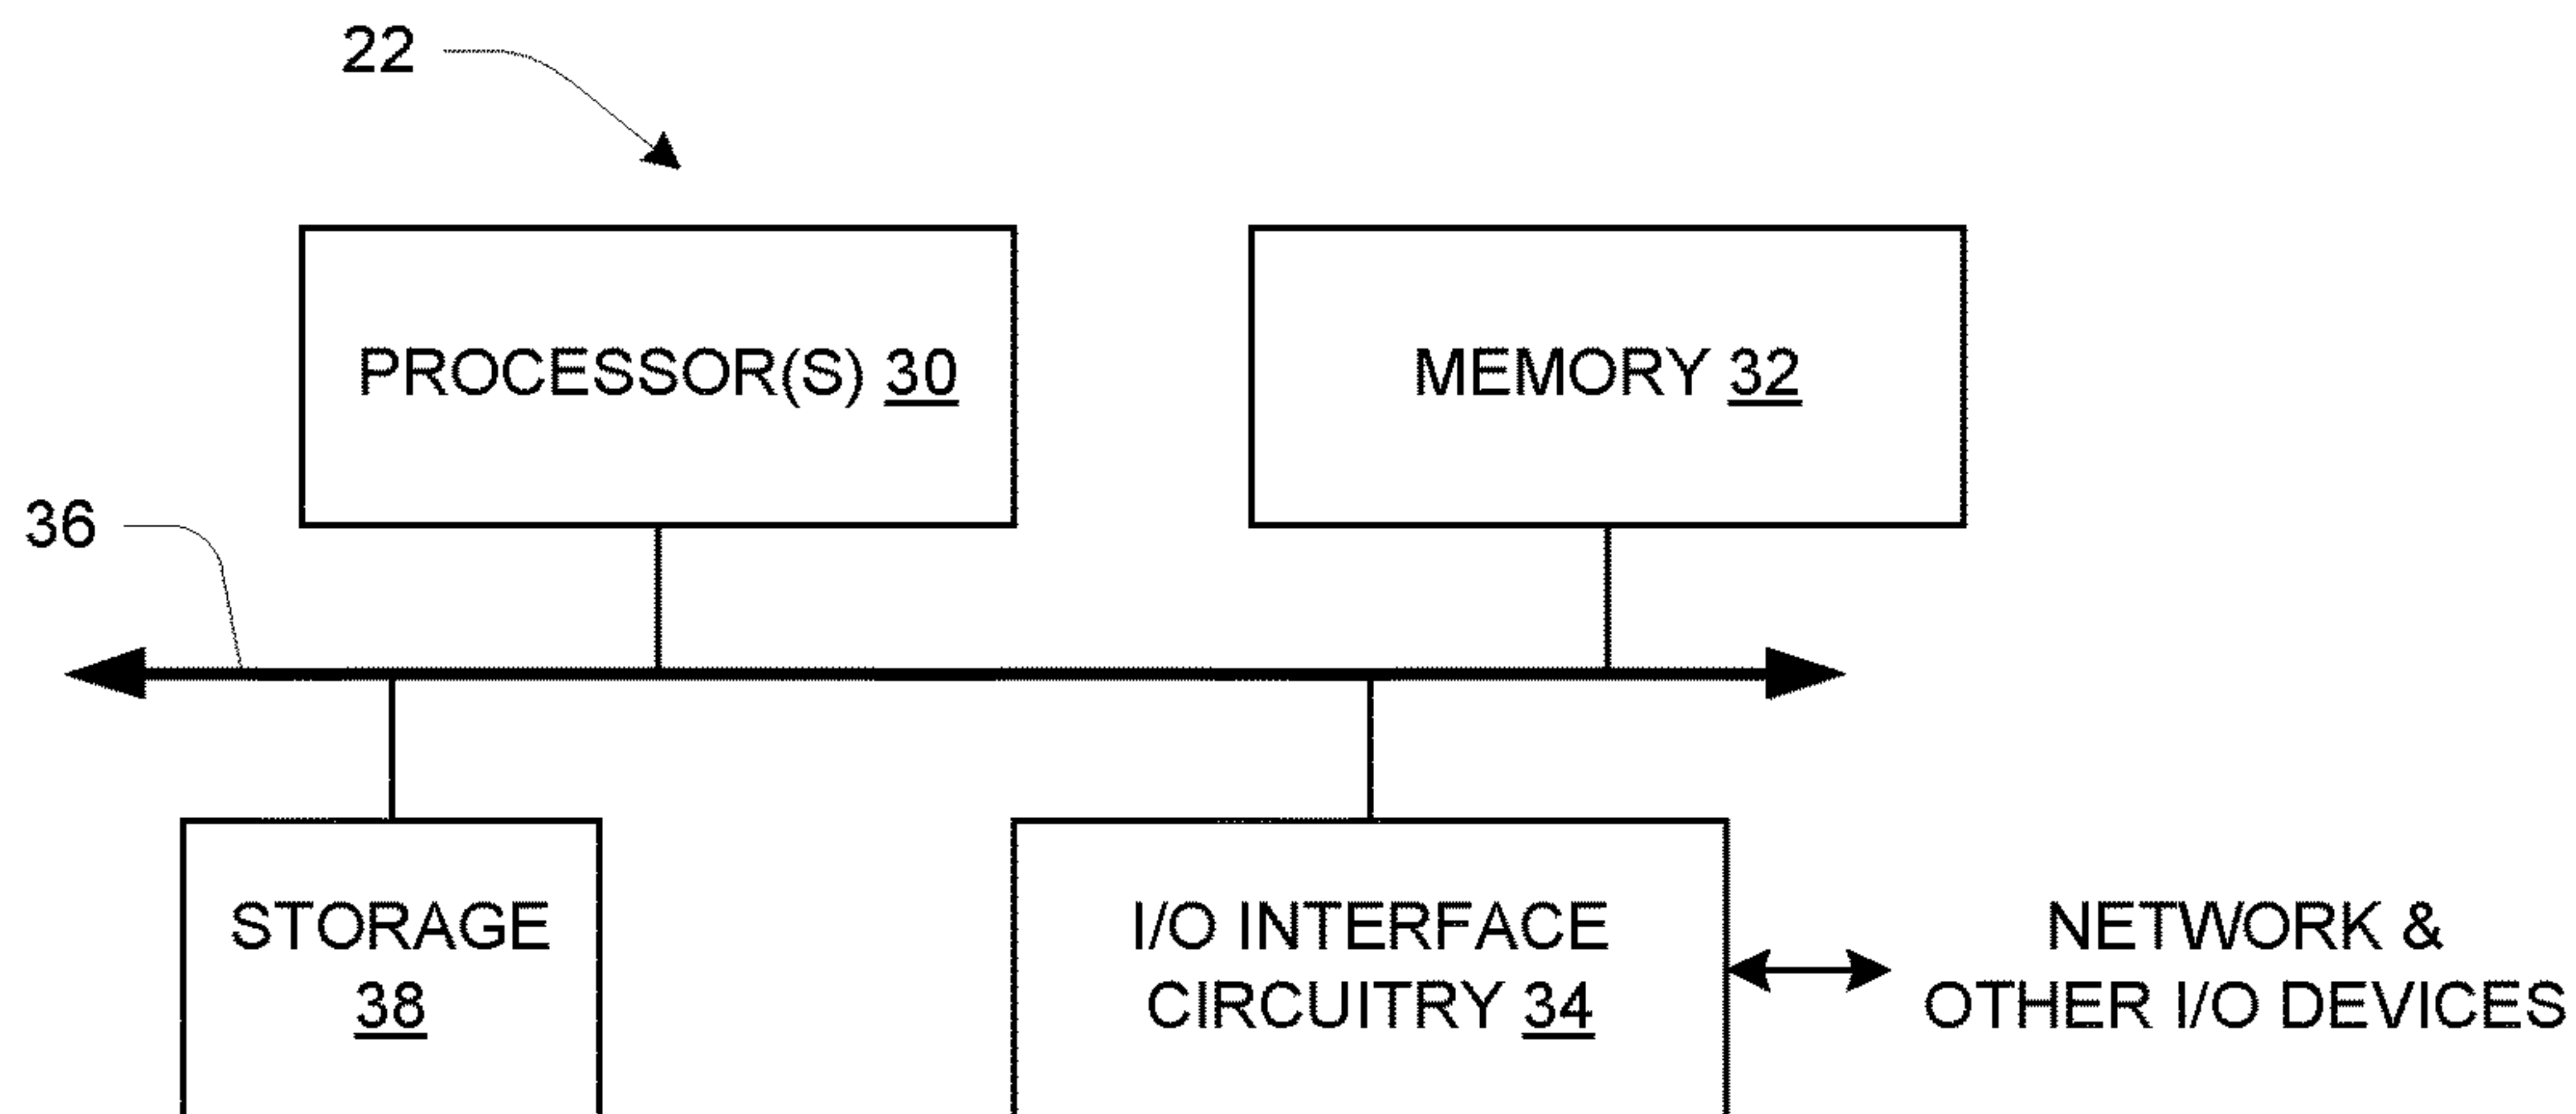 22
PROCESSOR(S) 30
MEMORY 32
36
STORAGE
38
I/O INTERFACE
CIRCUITRY 34
NETWORK &
OTHER I/O DEVICES